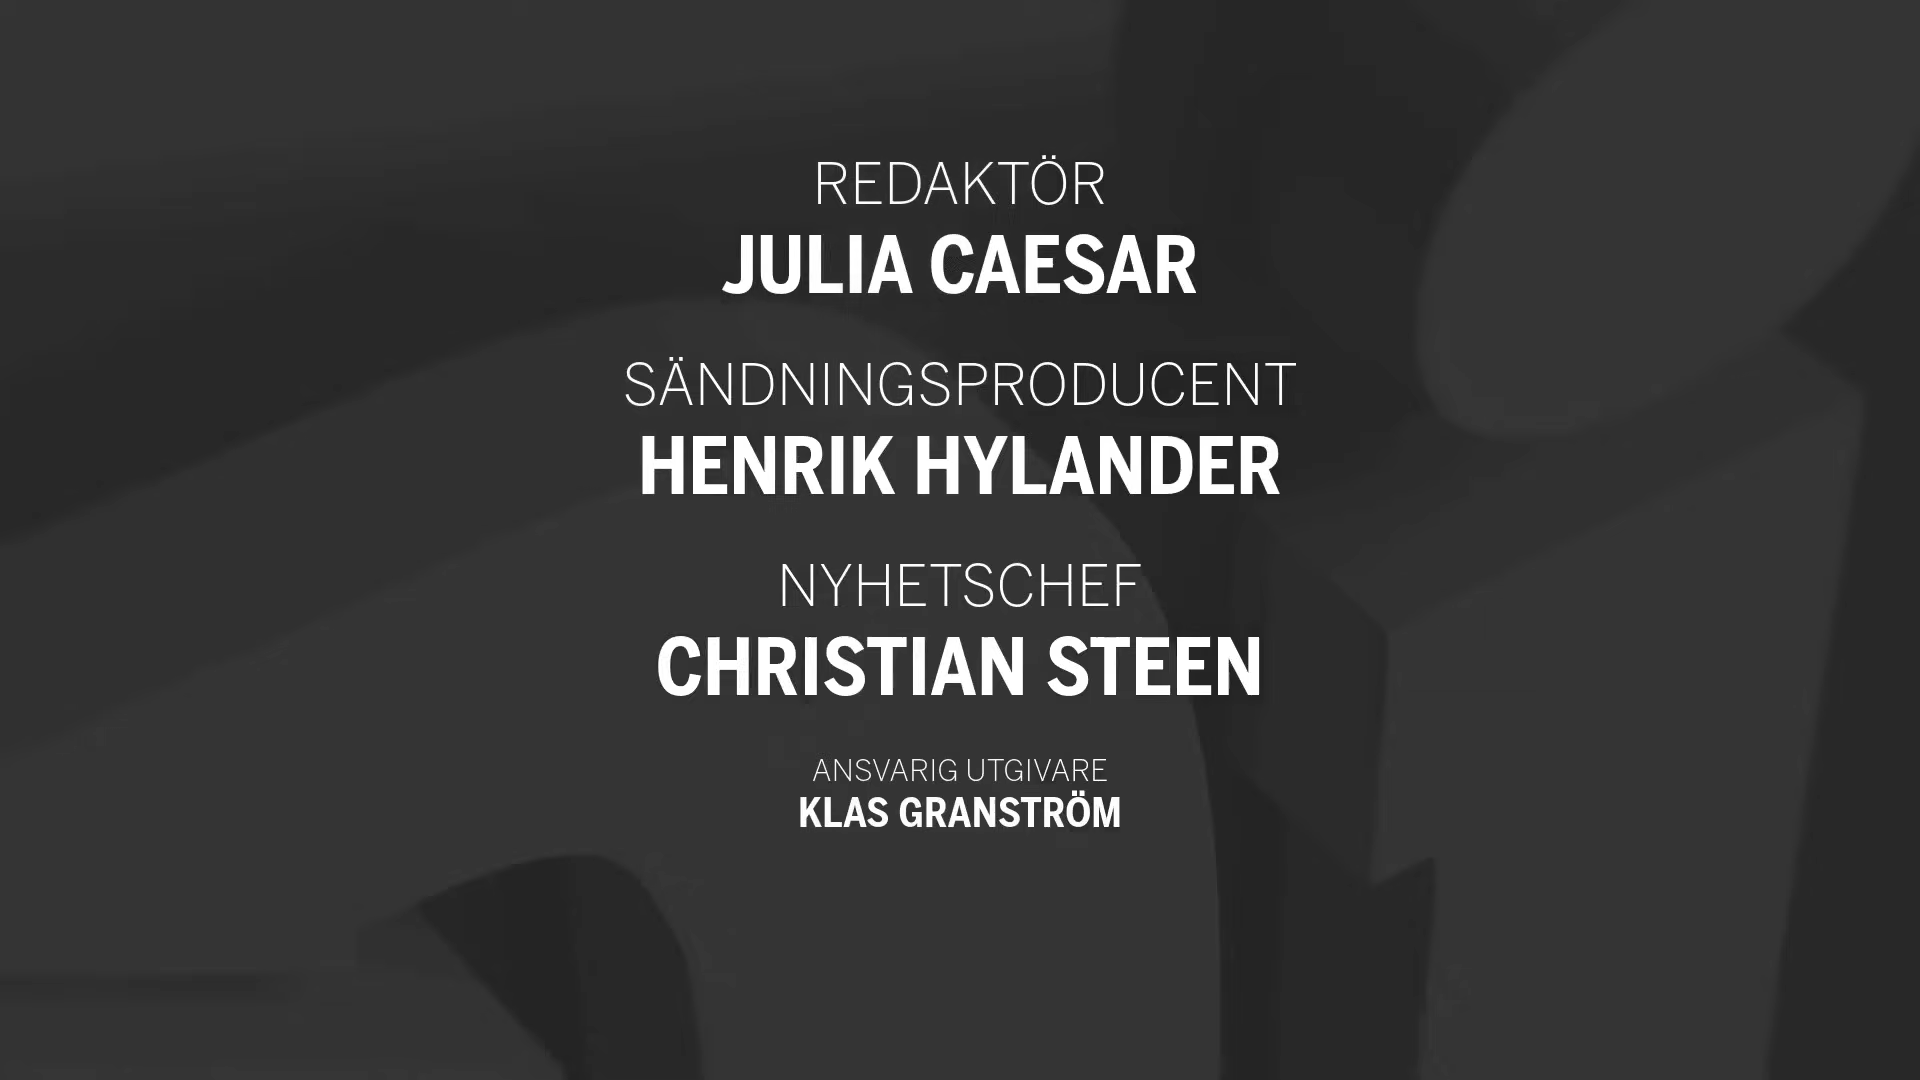 REDAKTÖR
JULIA CAESAR
SÄNDNINGSPRODUCENT
HENRIK HYLANDER
NYHETSCHEF
CHRISTIAN STEEN
ANSVARIG UTGIVARE
KLAS GRANSTRÖM